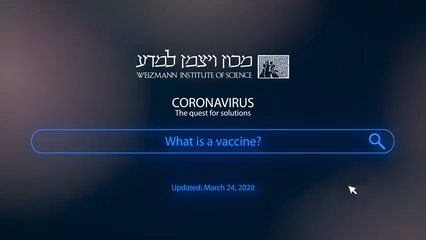 מכון ויצמן למדע
WEIZMANN INSTITUTE OF SCIENCE
CORONAVIRUS
The quest for solutions
What is a vaccine?
Updated: March 24, 2020